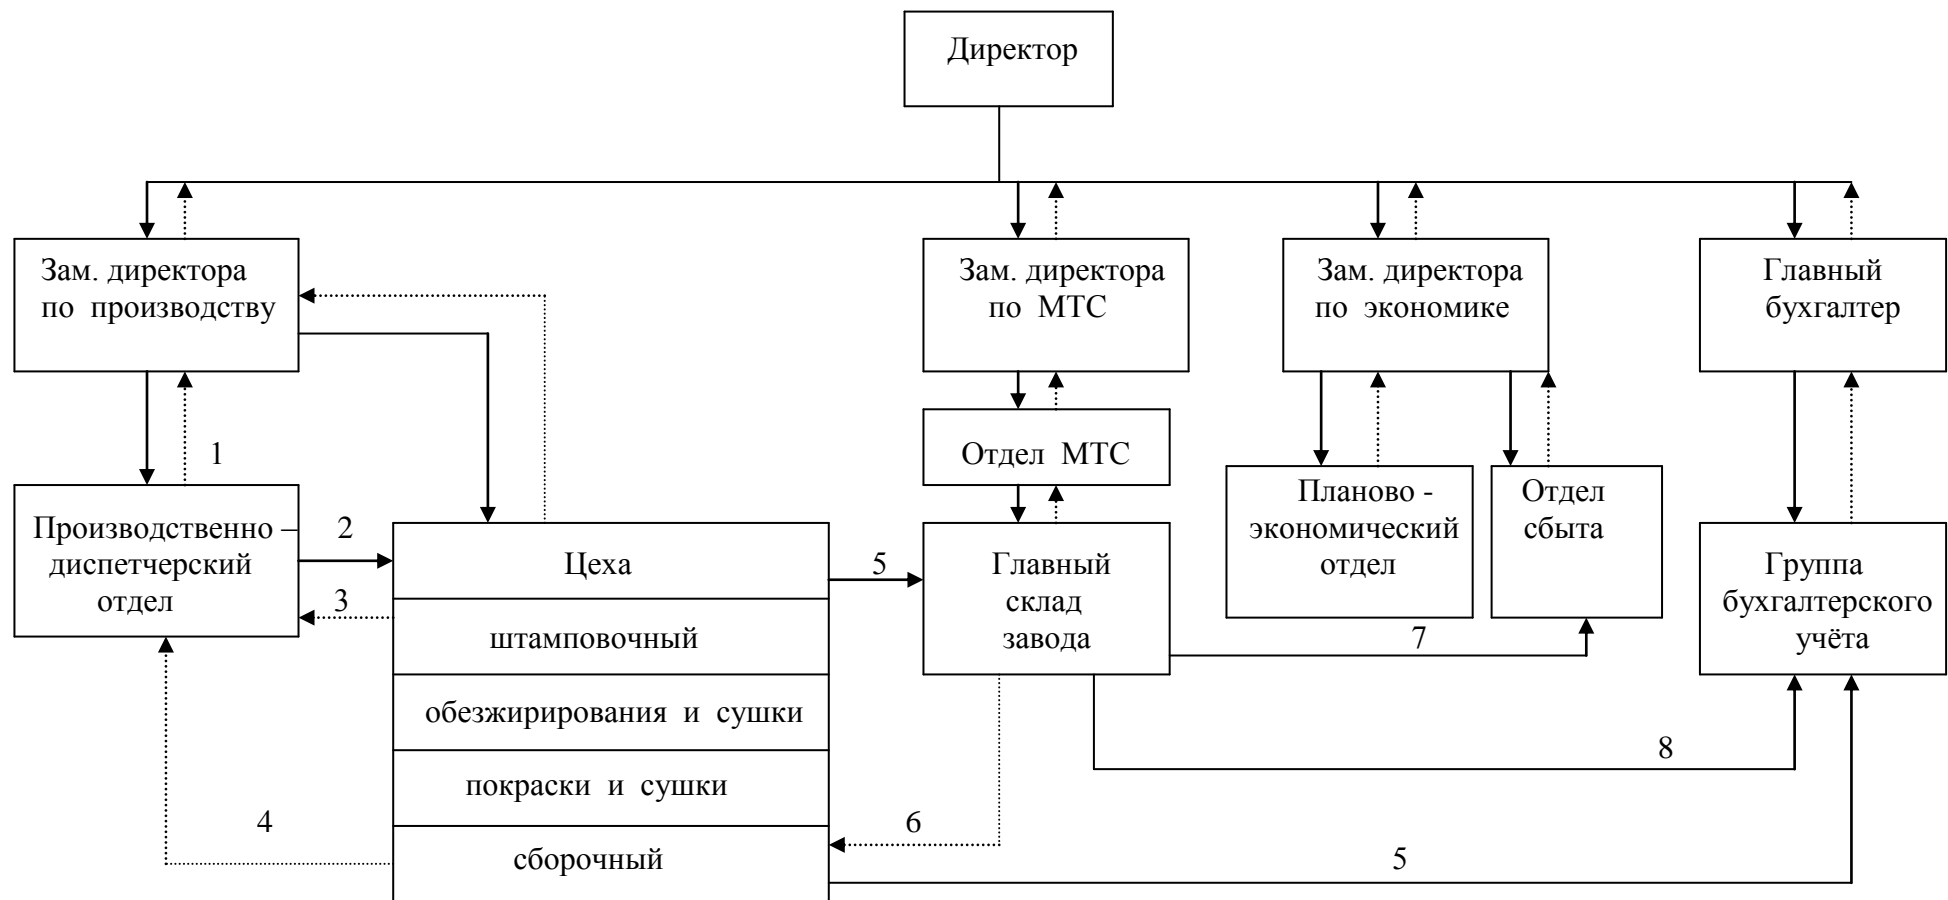 Директор
Зам. директора
по производству
Зам. директора
по МТС
Зам. директора
по экономике
Главный
бухгалтер
1
Отдел МТС
Производственно –
диспетчерский
отдел
2
3
4
Цеха
штамповочный
обезжиририрования и сушки
покраски и сушки
сборочный
5
Главный
склад
завода
6
Планово -
экономический
отдел
Отдел
сбыта
7
Группа
бухгалтерского
учёта
8
5